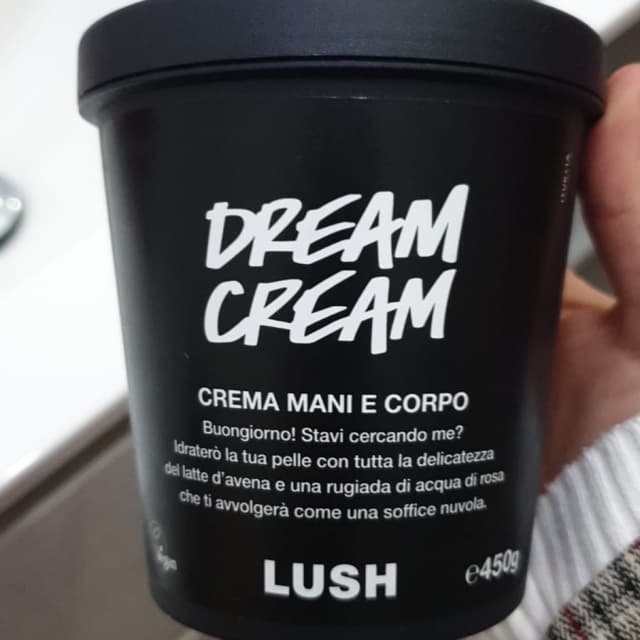 DREAM
CREAM
CREMA MANI E CORPO
Buongiorno! Stavi cercando me?
Idraterò la tua pelle con tutta la delicatezza
del latte d'avena e una rugiada di acqua di rosa
che ti avvolgerà come una soffice nuvola.
LUSH
℮450g